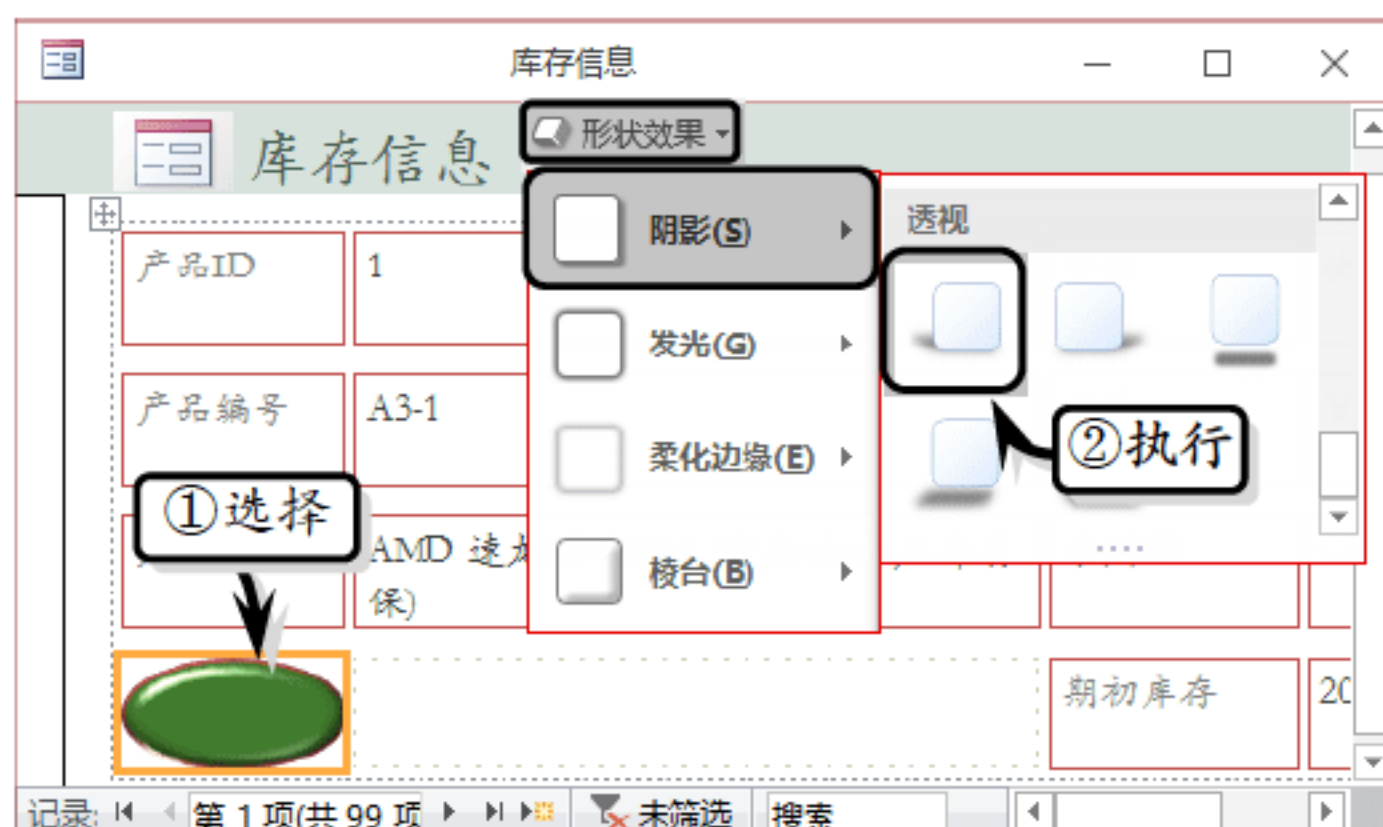 库存信息
库存信息
形状效果
阴影(S)
透视
产品ID
1
发光(G)
产品编号
A3-1
②执行
柔化边缘(E)
①选择
AMD 速龙
保)
棱台(B)
期初库存
20
记录: 第 1 项(共 99 项 未筛选 搜索